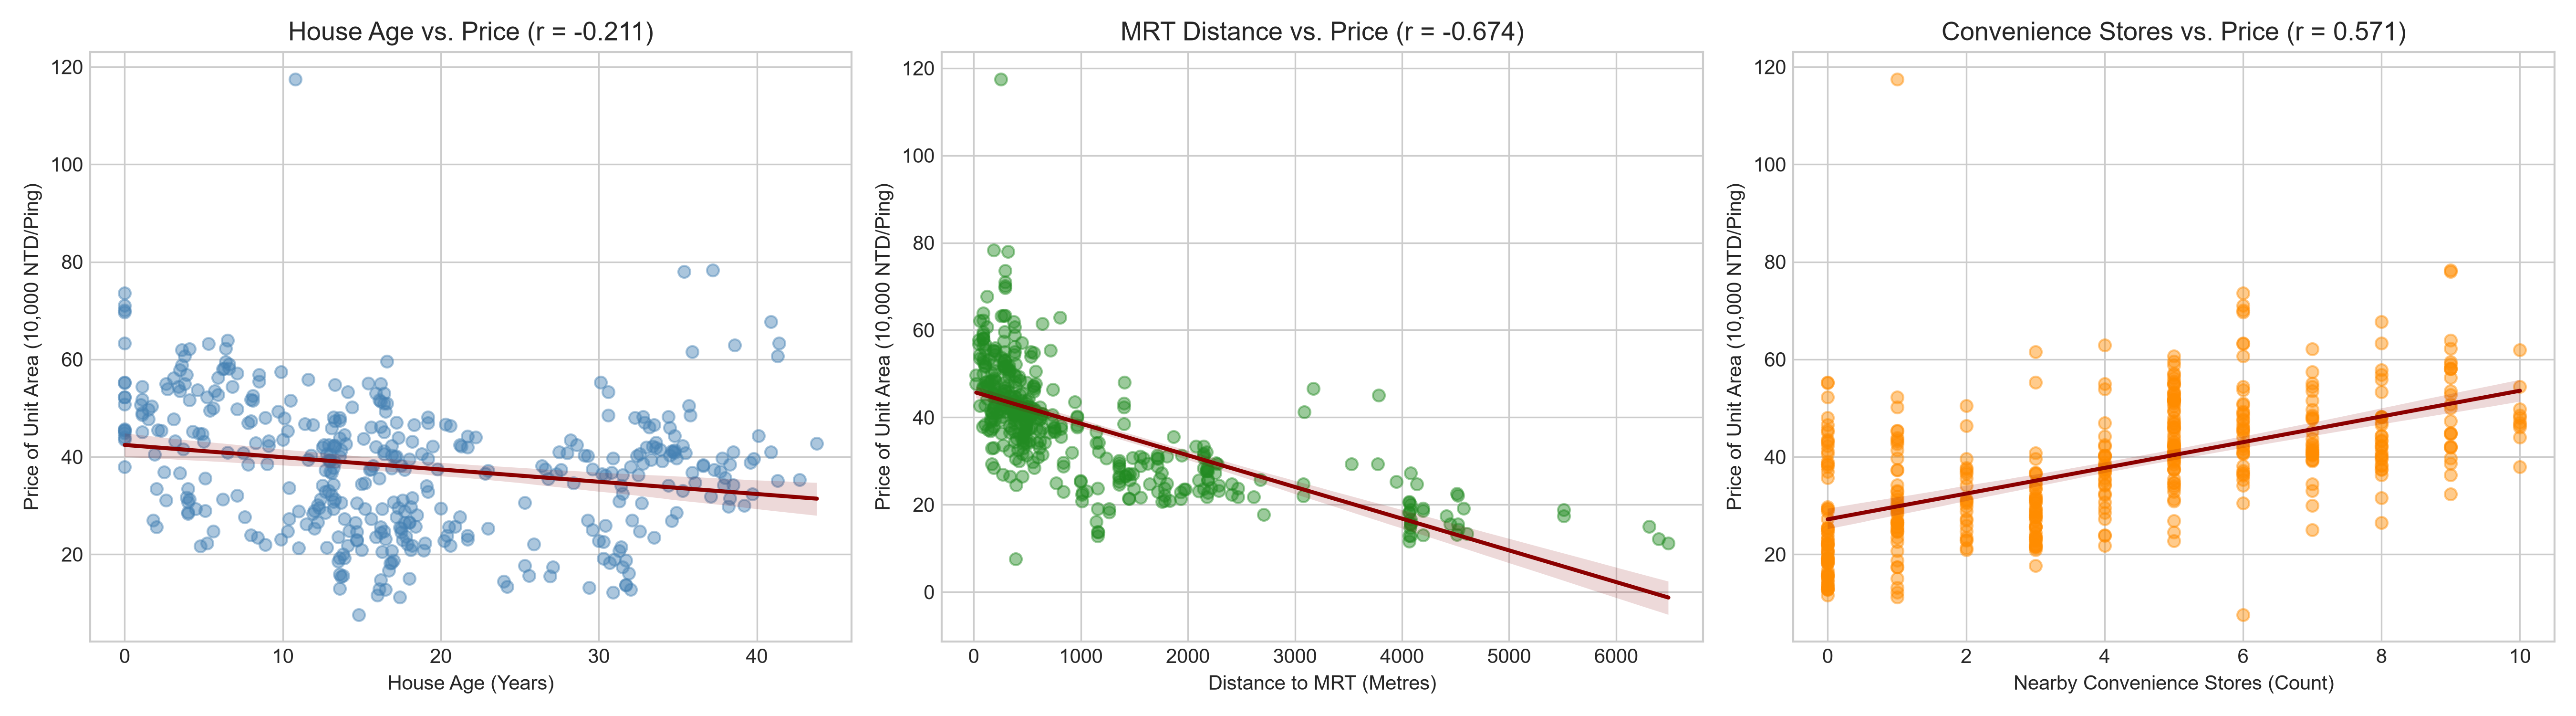 House Age vs. Price (r = -0.211)
Price of Unit Area (10,000 NTD/Ping)
120
100
80
60
40
20
0 10 20 30 40
House Age (Years)
MRT Distance vs. Price (r = -0.674)
Price of Unit Area (10,000 NTD/Ping)
120
100
80
60
40
20
0
0 1000 2000 3000 4000 5000 6000
Distance to MRT (Metres)
Convenience Stores vs. Price (r = 0.571)
Price of Unit Area (10,000 NTD/Ping)
120
100
80
60
40
20
0 2 4 6 8 10
Nearby Convenience Stores (Count)